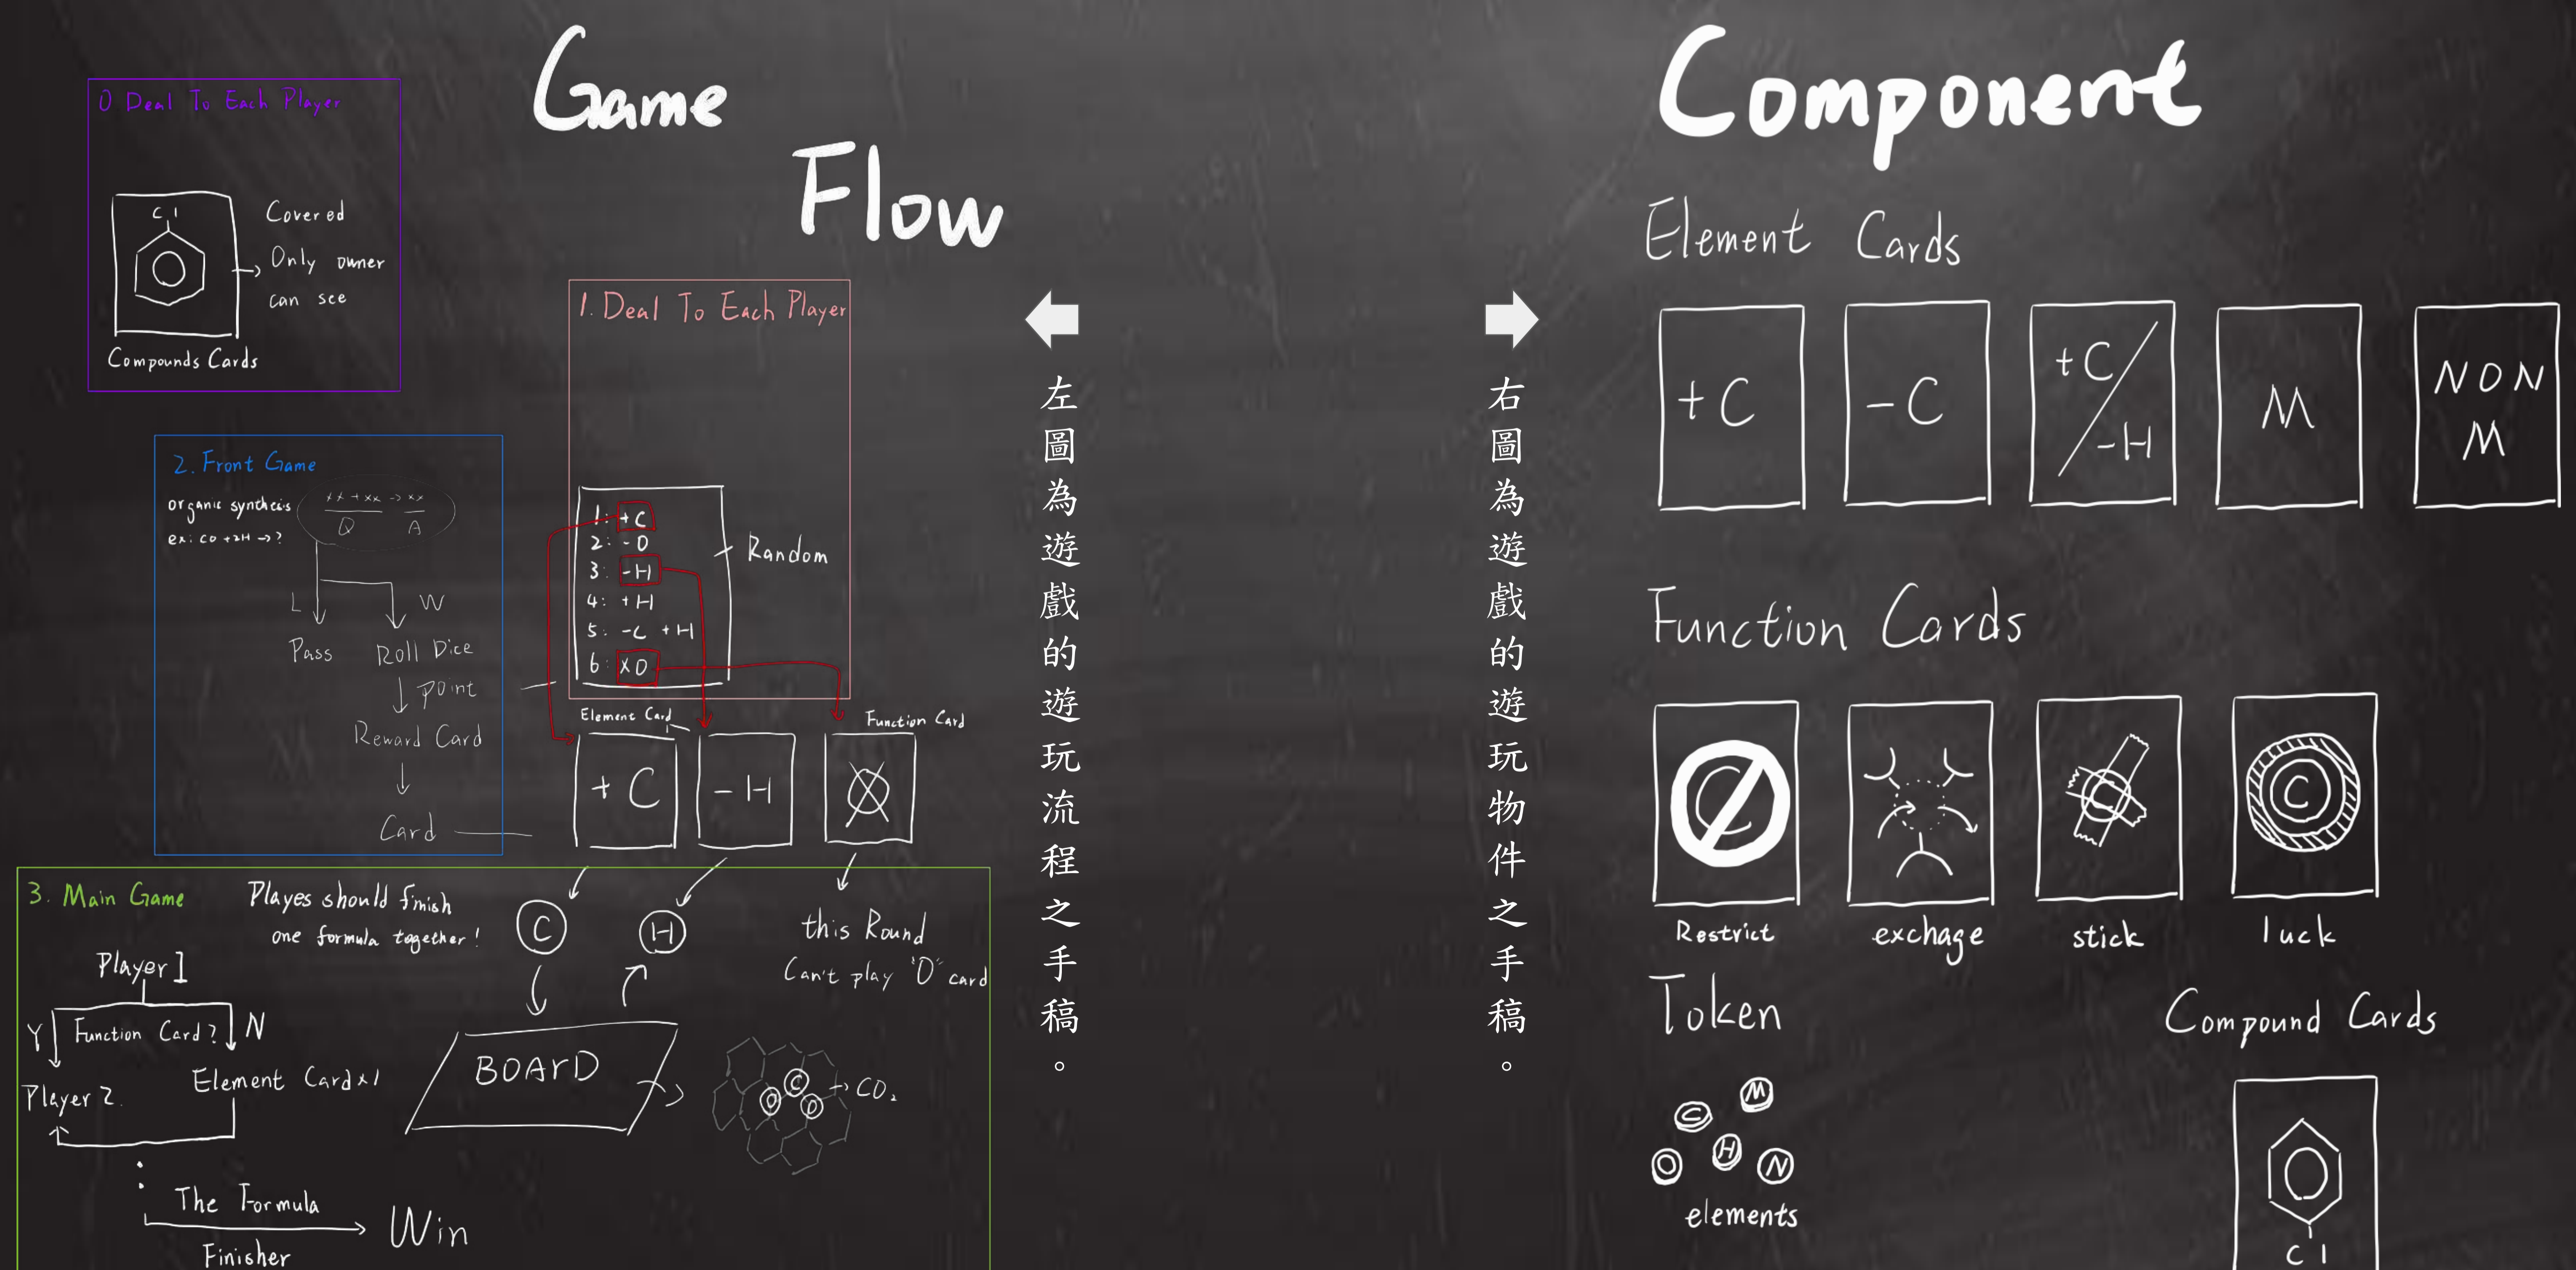 Game
Flow
0 Deal To Each Player
Cl
Covered
Only owner
can see
Compounds Cards
1. Deal To Each Player
1: +C
2: -O
3: -H
4: +H
5: -C +H
6: XO
Random
2. Front Game
organic synthesis
xx + xx -> xx
Q
A
ex: CO +2H → ?
L
W
Pass
Roll Dice
point
Reward Card
Card
Element Card
Function Card
+ C
- H
3. Main Game
Playes should finish
one formula together!
Player 1
Y
Function Card?
N
Element Card x1
Player 2.
The Formula
Finisher
Win
C
H
BOARD
C
O
O
CO2
this Round
Can't play "O" card
左圖為遊戲的遊玩流程之手稿。
右圖為遊戲的遊玩物件之手稿。
Component
Element Cards
+C
-C
+C
/
-H
M
NON
M
Function Cards
C
C
C
Restrict
exchage
stick
luck
Token
C
M
O
H
N
elements
Compound Cards
Cl